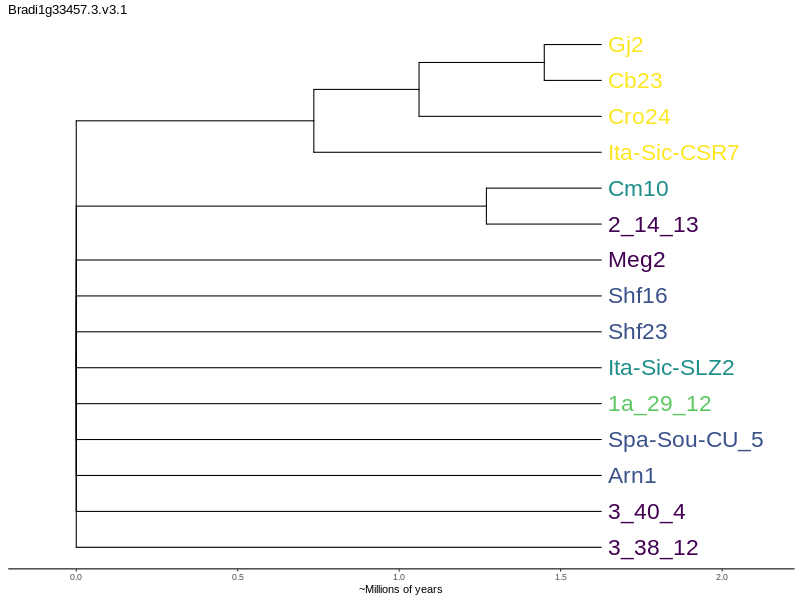 Bradi1g33457.3.v3.1
Gj2
Cb23
Cro24
Ita-Sic-CSR7
Cm10
2_14_13
Meg2
Shf16
Shf23
Ita-Sic-SLZ2
1a_29_12
Spa-Sou-CU_5
Arn1
3_40_4
3_38_12
0.0 0.5 1.0 1.5 2.0
~Millions of years